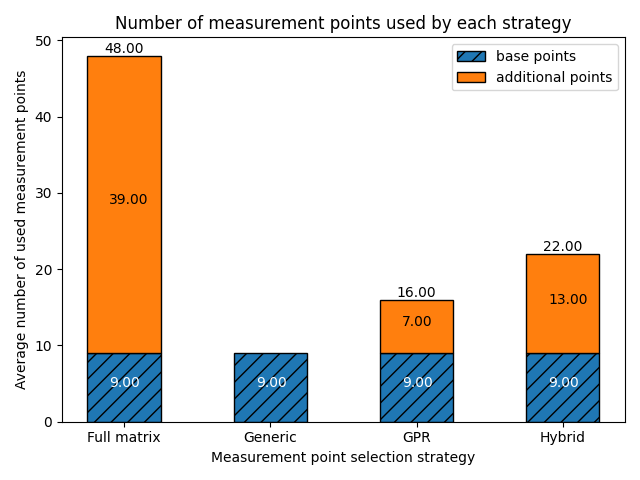 Number of measurement points used by each strategy
50
40
30
20
10
0
Average number of used measurement points
base points
additional points
48.00
39.00
9.00
9.00
16.00
7.00
9.00
22.00
13.00
9.00
Full matrix
Generic
GPR
Hybrid
Measurement point selection strategy